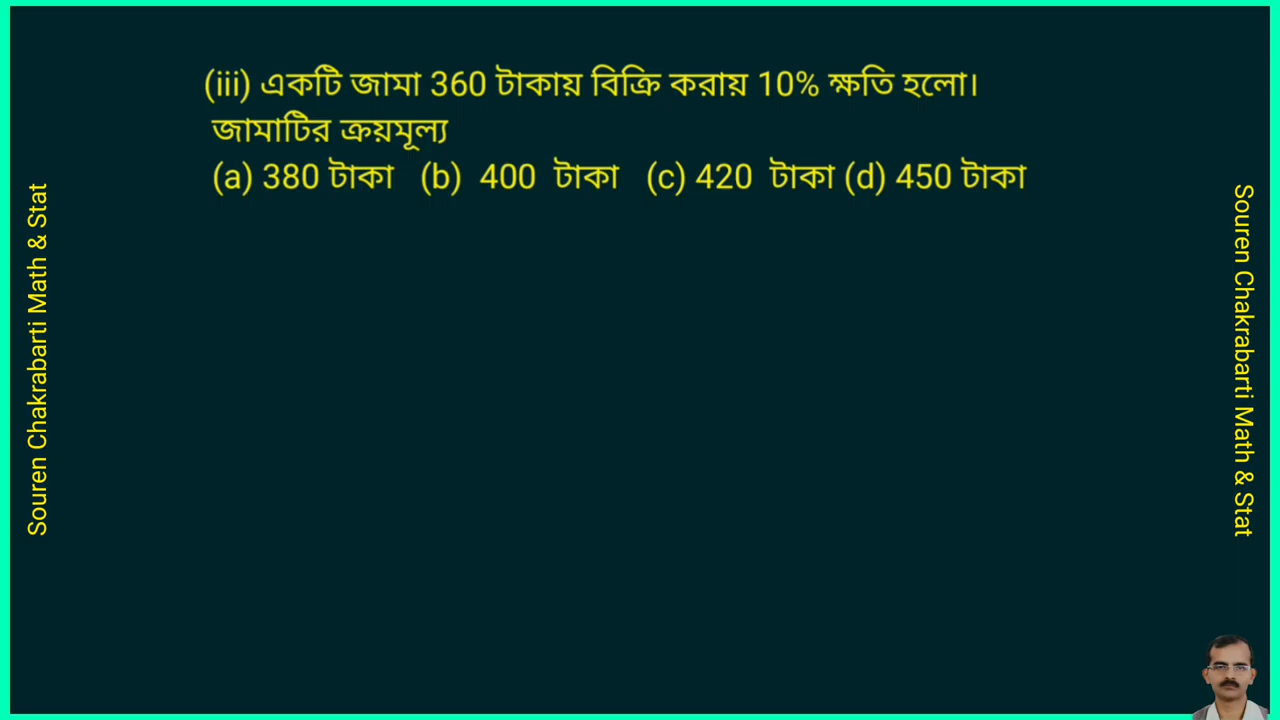 (iii) একটি জামা 360 টাকায় বিক্রি করায় 10% ক্ষতি হলো।
জামাটির ক্রয়মূল্য
(a) 380 টাকা (b) 400 টাকা (c) 420 টাকা (d) 450 টাকা
Souren Chakrabarti Math & Stat
Souren Chakrabarti Math & Stat